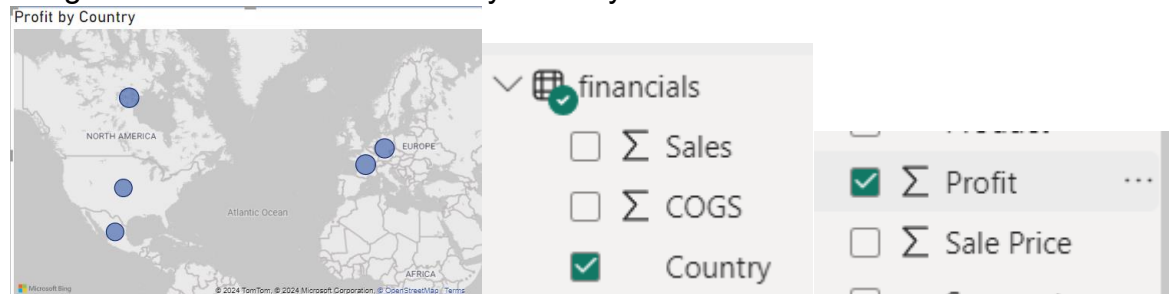 Profit by Country
NORTH AMERICA
EUROPE
Atlantic Ocean
AFRICA
Microsoft Bing
© 2024 TomTom, © 2024 Microsoft Corporation, © OpenStreetMap Terms
financials
Σ Sales
Σ COGS
Country
Σ Profit ...
Σ Sale Price